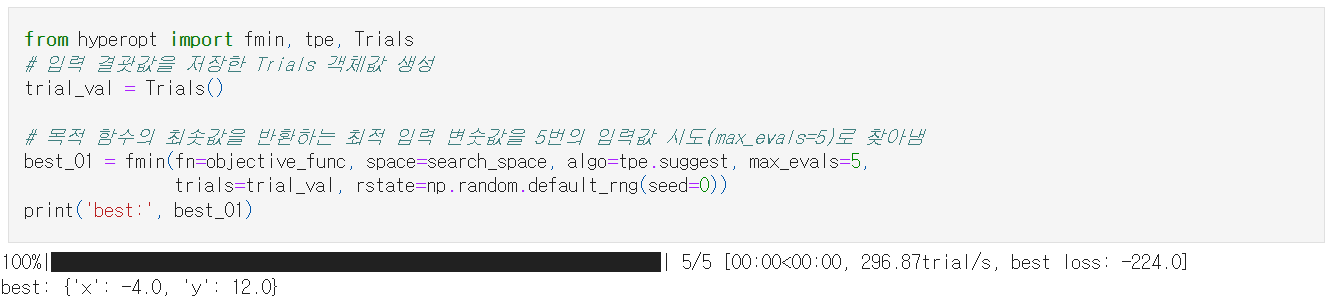 from hyperopt import fmin, tpe, Trials
# 입력 결괏값을 저장한 Trials 객체값 생성
trial_val = Trials()
# 목적 함수의 최솟값을 반환하는 최적 입력 변숫값을 5번의 입력값 시도(max_evals=5)로 찾아냄
best_01 = fmin(fn=objective_func, space=search_space, algo=tpe.suggest, max_evals=5,
trials=trial_val, rstate=np.random.default_rng(seed=0))
print('best:', best_01)
100%|██████████| 5/5 [00:00<00:00, 296.87trial/s, best loss: -224.0]
best: {'x': -4.0, 'y': 12.0}